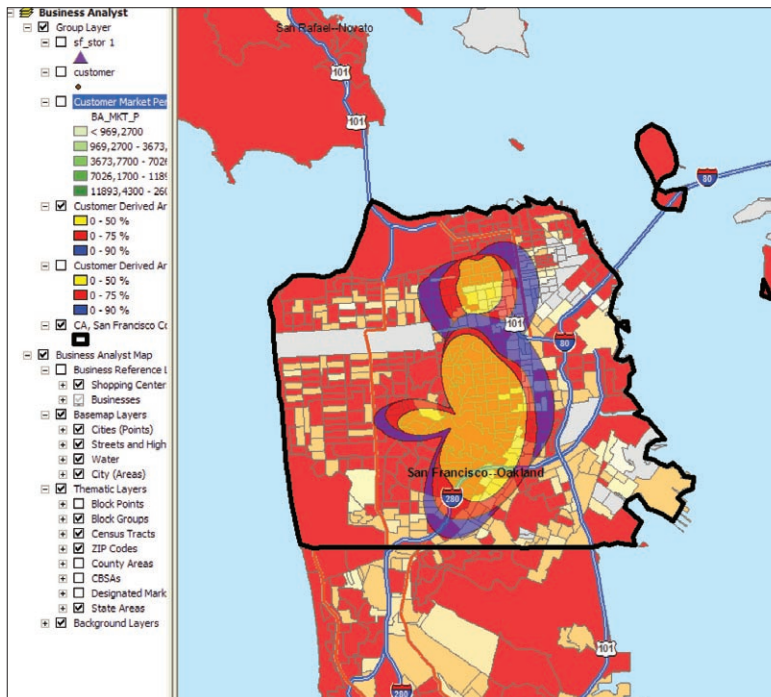 Business Analyst
Group Layer
sf_stor 1
customer
Customer Market Per
BA_MKT_P
< 969,2700
969,2700 - 3673,
3673,7700 - 7026
7026,1700 - 1189
11893,4300 - 260
Customer Derived Ar
0 - 50 %
0 - 75 %
0 - 90 %
Customer Derived Ar
0 - 50 %
0 - 75 %
0 - 90 %
CA, San Francisco Co
Business Analyst Map
Business Reference L
Shopping Center
Businesses
Basemap Layers
Cities (Points)
Streets and High
Water
City (Areas)
Thematic Layers
Block Points
Block Groups
Census Tracts
ZIP Codes
County Areas
CBSAs
Designated Mark
State Areas
Background Layers
San Rafael--Novato
101
101
80
101
80
San Francisco--Oakland
280
101
280